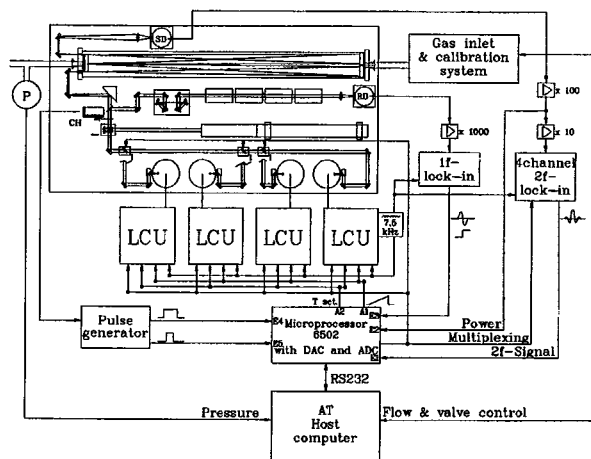 SD
Gas inlet
& calibration
system
P
x 100
CH
RD
x 1000
x 10
1f-
lock-in
4channel
2f-
lock-in
7.5
kHz
LCU
LCU
LCU
LCU
T set.
A2
A1
Pulse
generator
E4
E5
Microprocessor
6502
with DAC and ADC
E3
E2
Power
Multiplexing
2f-Signal
RS232
Pressure
AT
Host
computer
Flow & valve control